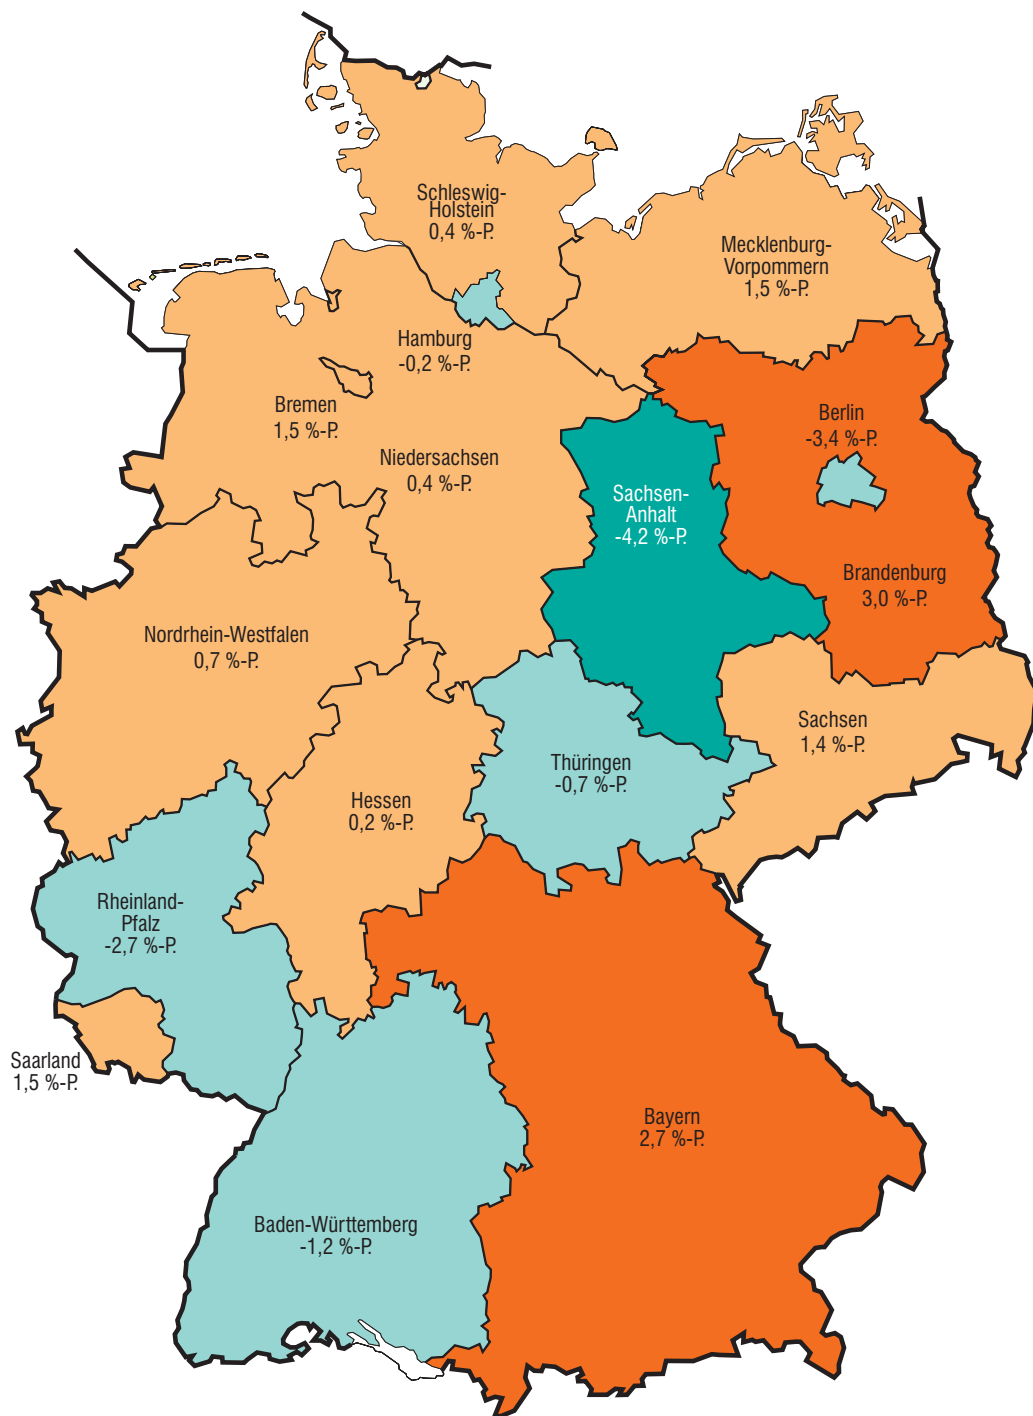 Schleswig-
Holstein
0,4 %-P.
Mecklenburg-
Vorpommern
1,5 %-P.
Hamburg
-0,2 %-P.
Bremen
1,5 %-P.
Berlin
-3,4 %-P.
Niedersachsen
0,4 %-P.
Sachsen-
Anhalt
-4,2 %-P.
Brandenburg
3,0 %-P.
Nordrhein-Westfalen
0,7 %-P.
Sachsen
1,4 %-P.
Thüringen
-0,7 %-P.
Hessen
0,2 %-P.
Rheinland-
Pfalz
-2,7 %-P.
Saarland
1,5 %-P.
Bayern
2,7 %-P.
Baden-Württemberg
-1,2 %-P.